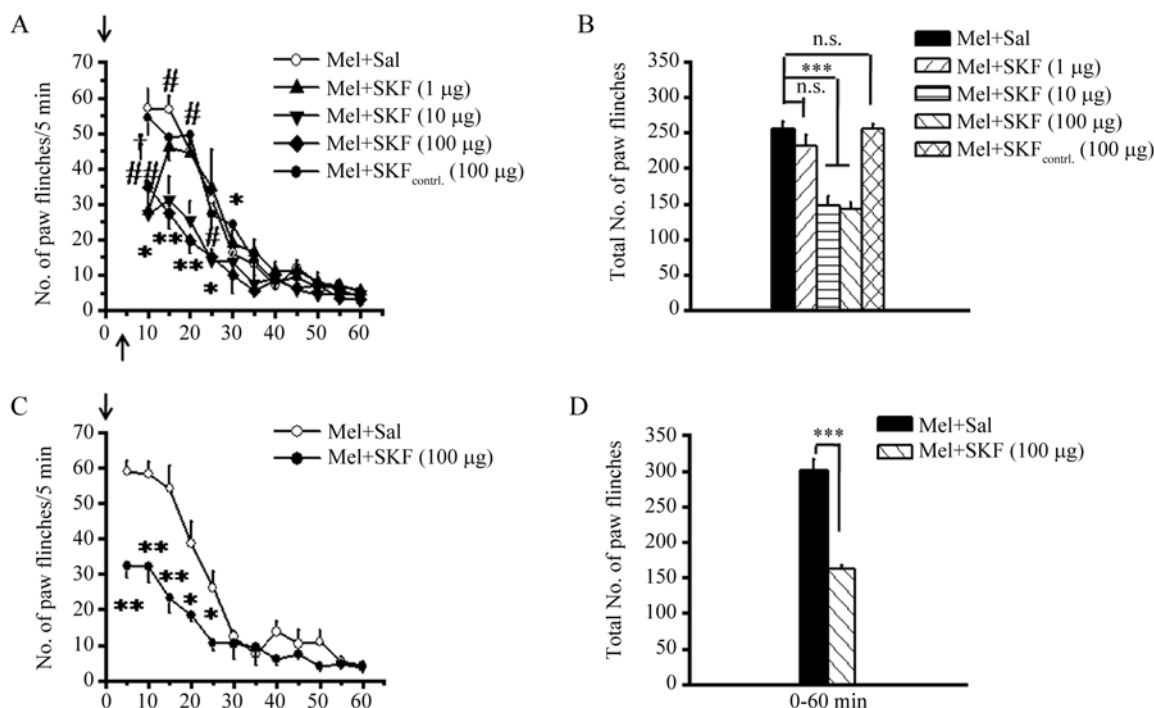 A
No. of paw flinches/5 min
70
60
50
40
30
20
10
0
0 10 20 30 40 50 60
# # † ## # *
* ** ** *
Mel+Sal
Mel+SKF (1 μg)
Mel+SKF (10 μg)
Mel+SKF (100 μg)
Mel+SKFcontrl. (100 μg)
B
Total No. of paw flinches
350
300
250
200
150
100
50
0
n.s.
***
n.s.
Mel+Sal
Mel+SKF (1 μg)
Mel+SKF (10 μg)
Mel+SKF (100 μg)
Mel+SKFcontrl. (100 μg)
C
No. of paw flinches/5 min
70
60
50
40
30
20
10
0
0 10 20 30 40 50 60
** ** ** * *
Mel+Sal
Mel+SKF (100 μg)
D
Total No. of paw flinches
350
300
250
200
150
100
50
0
***
0-60 min
Mel+Sal
Mel+SKF (100 μg)